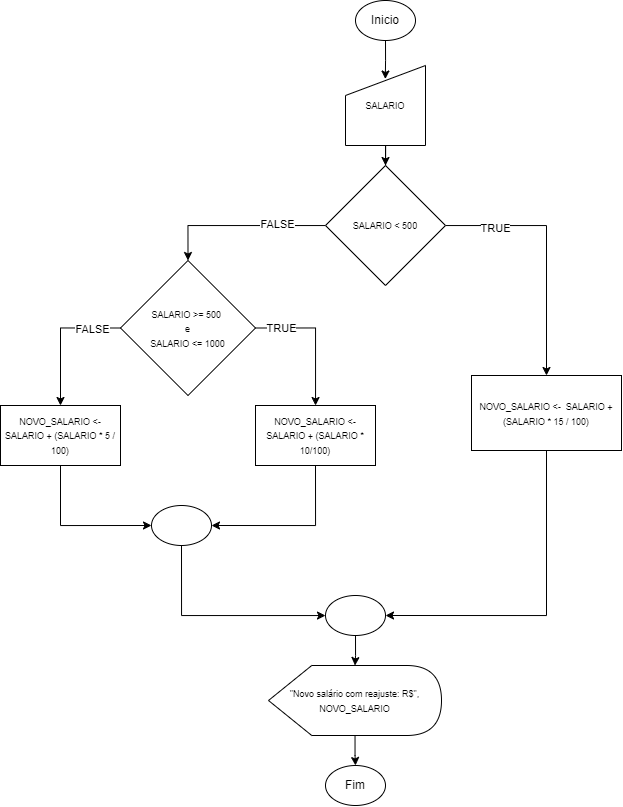 Inicio
SALARIO
SALARIO < 500
FALSE
TRUE
SALARIO >= 500
e
SALARIO <= 1000
FALSE
TRUE
NOVO_SALARIO <-
SALARIO + (SALARIO * 5 /
100)
NOVO_SALARIO <-
SALARIO + (SALARIO *
10/100)
NOVO_SALARIO <- SALARIO +
(SALARIO * 15 / 100)
"Novo salário com reajuste: R$",
NOVO_SALARIO
Fim